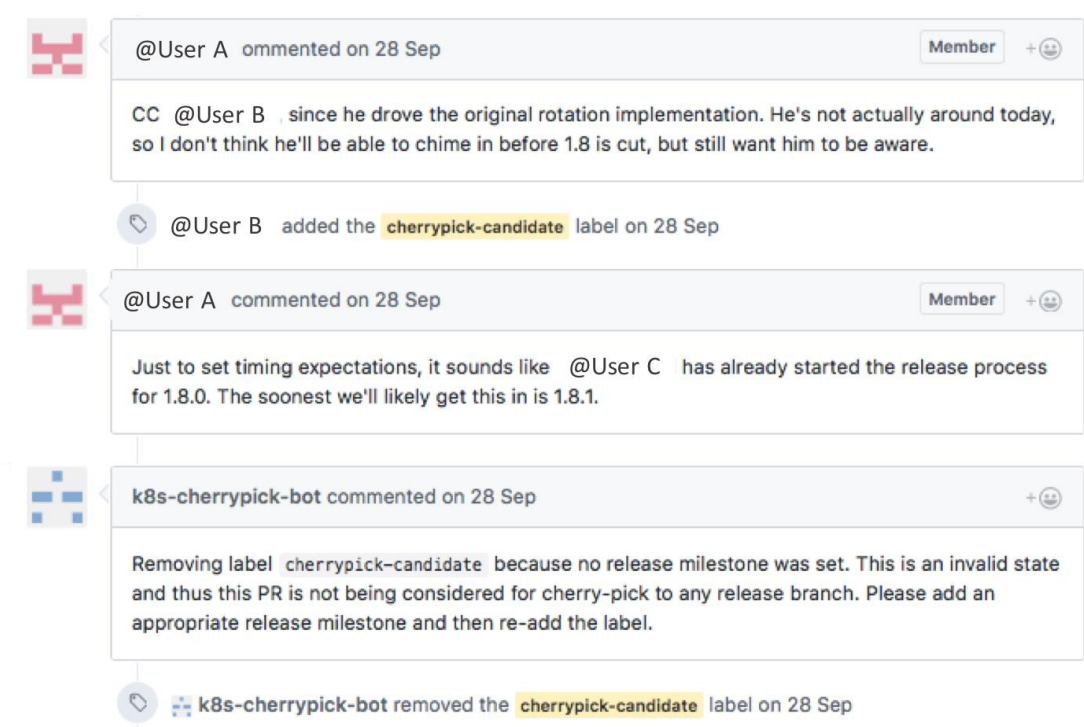 @User A ommented on 28 Sep Member +
CC @User B , since he drove the original rotation implementation. He's not actually around today,
so I don't think he'll be able to chime in before 1.8 is cut, but still want him to be aware.
@User B added the cherrypick-candidate label on 28 Sep
@User A commented on 28 Sep Member +
Just to set timing expectations, it sounds like @User C has already started the release process
for 1.8.0. The soonest we'll likely get this in is 1.8.1.
k8s-cherrypick-bot commented on 28 Sep +
Removing label cherrypick-candidate because no release milestone was set. This is an invalid state
and thus this PR is not being considered for cherry-pick to any release branch. Please add an
appropriate release milestone and then re-add the label.
k8s-cherrypick-bot removed the cherrypick-candidate label on 28 Sep